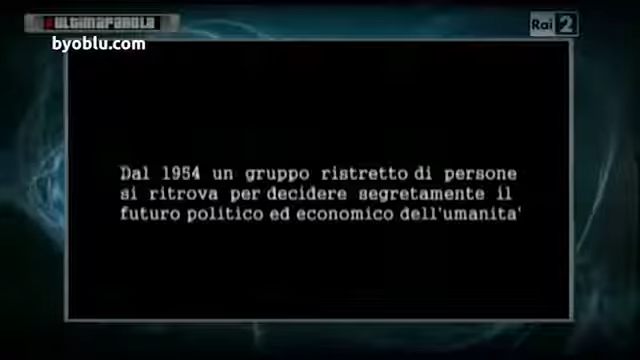 #ULTIMAPAROLA
byoblu.com
Rai 2
Dal 1954 un gruppo ristretto di persone
si ritrova per decidere segretamente il
futuro politico ed economico dell'umanita'